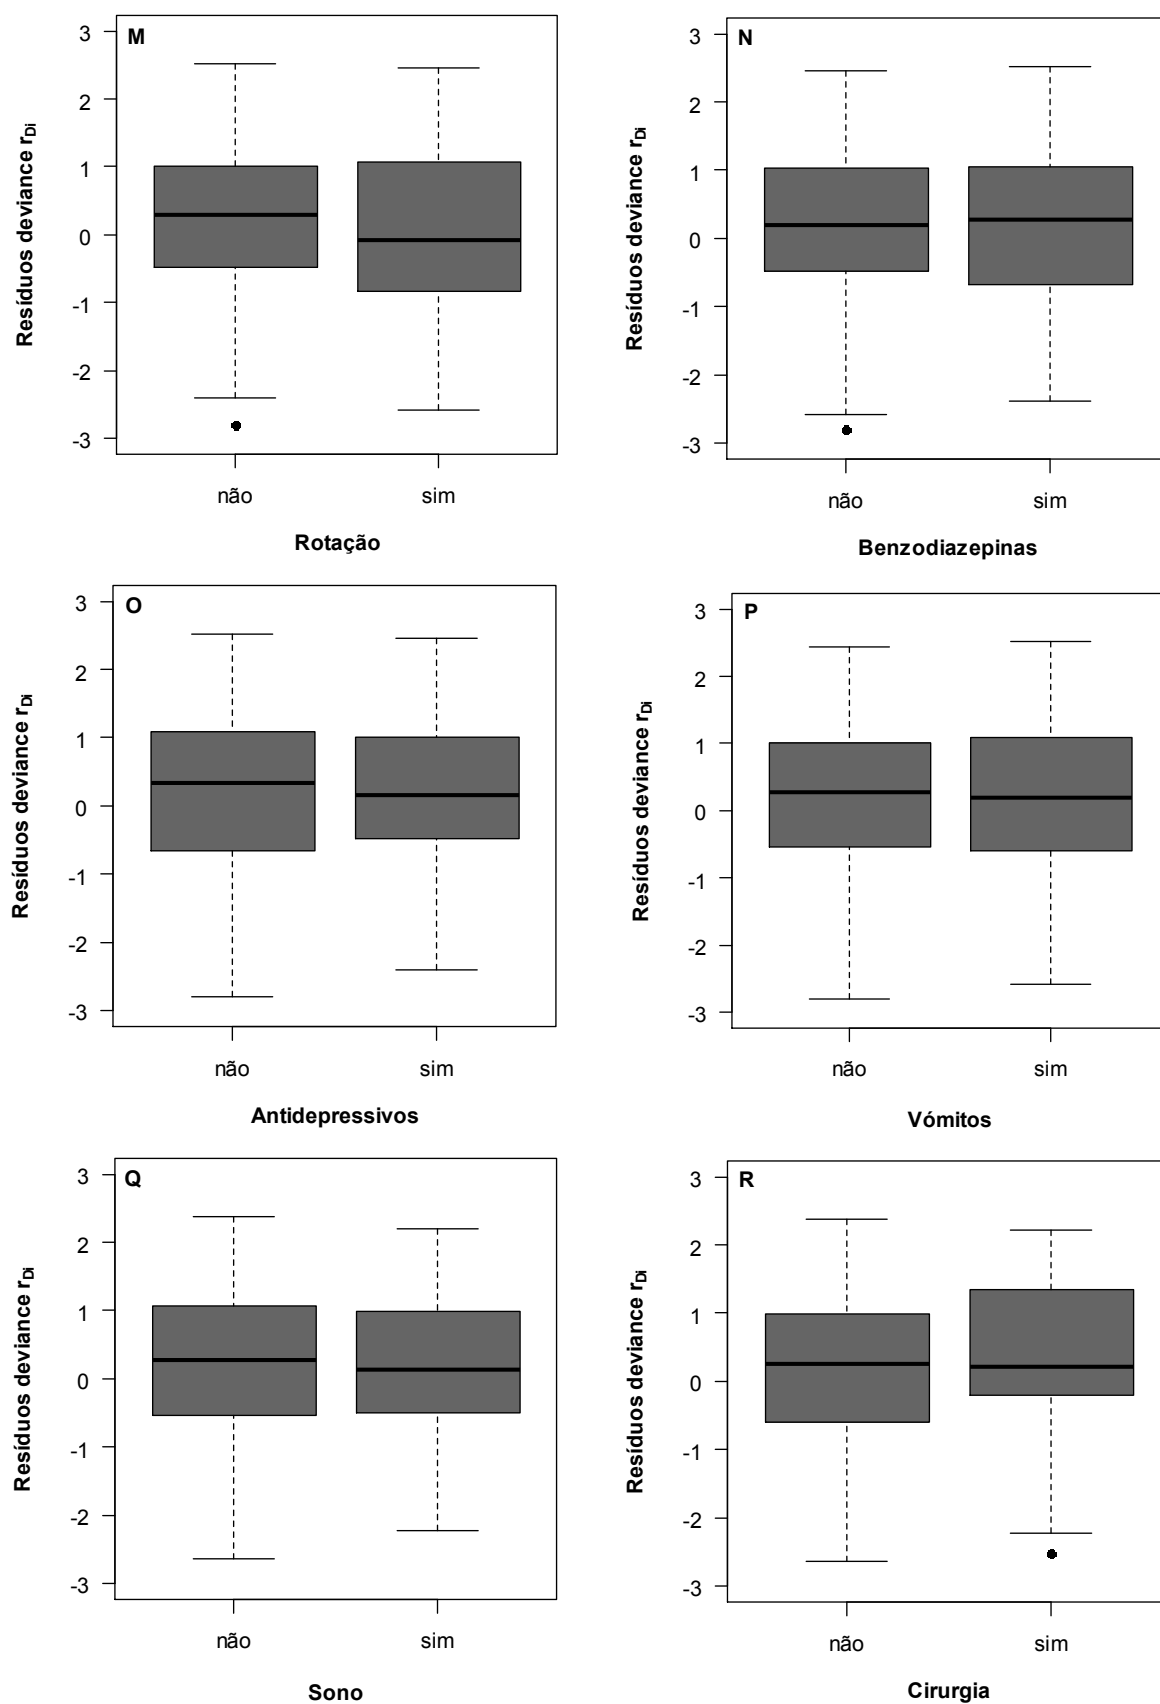 M
3
2
1
0
-1
-2
-3
Resíduos deviance rDi
não sim
Rotação
N
3
2
1
0
-1
-2
-3
Resíduos deviance rDi
não sim
Benzodiazepinas
O
3
2
1
0
-1
-2
-3
Resíduos deviance rDi
não sim
Antidepressivos
P
3
2
1
0
-1
-2
-3
Resíduos deviance rDi
não sim
Vómitos
Q
3
2
1
0
-1
-2
-3
Resíduos deviance rDi
não sim
Sono
R
3
2
1
0
-1
-2
-3
Resíduos deviance rDi
não sim
Cirurgia